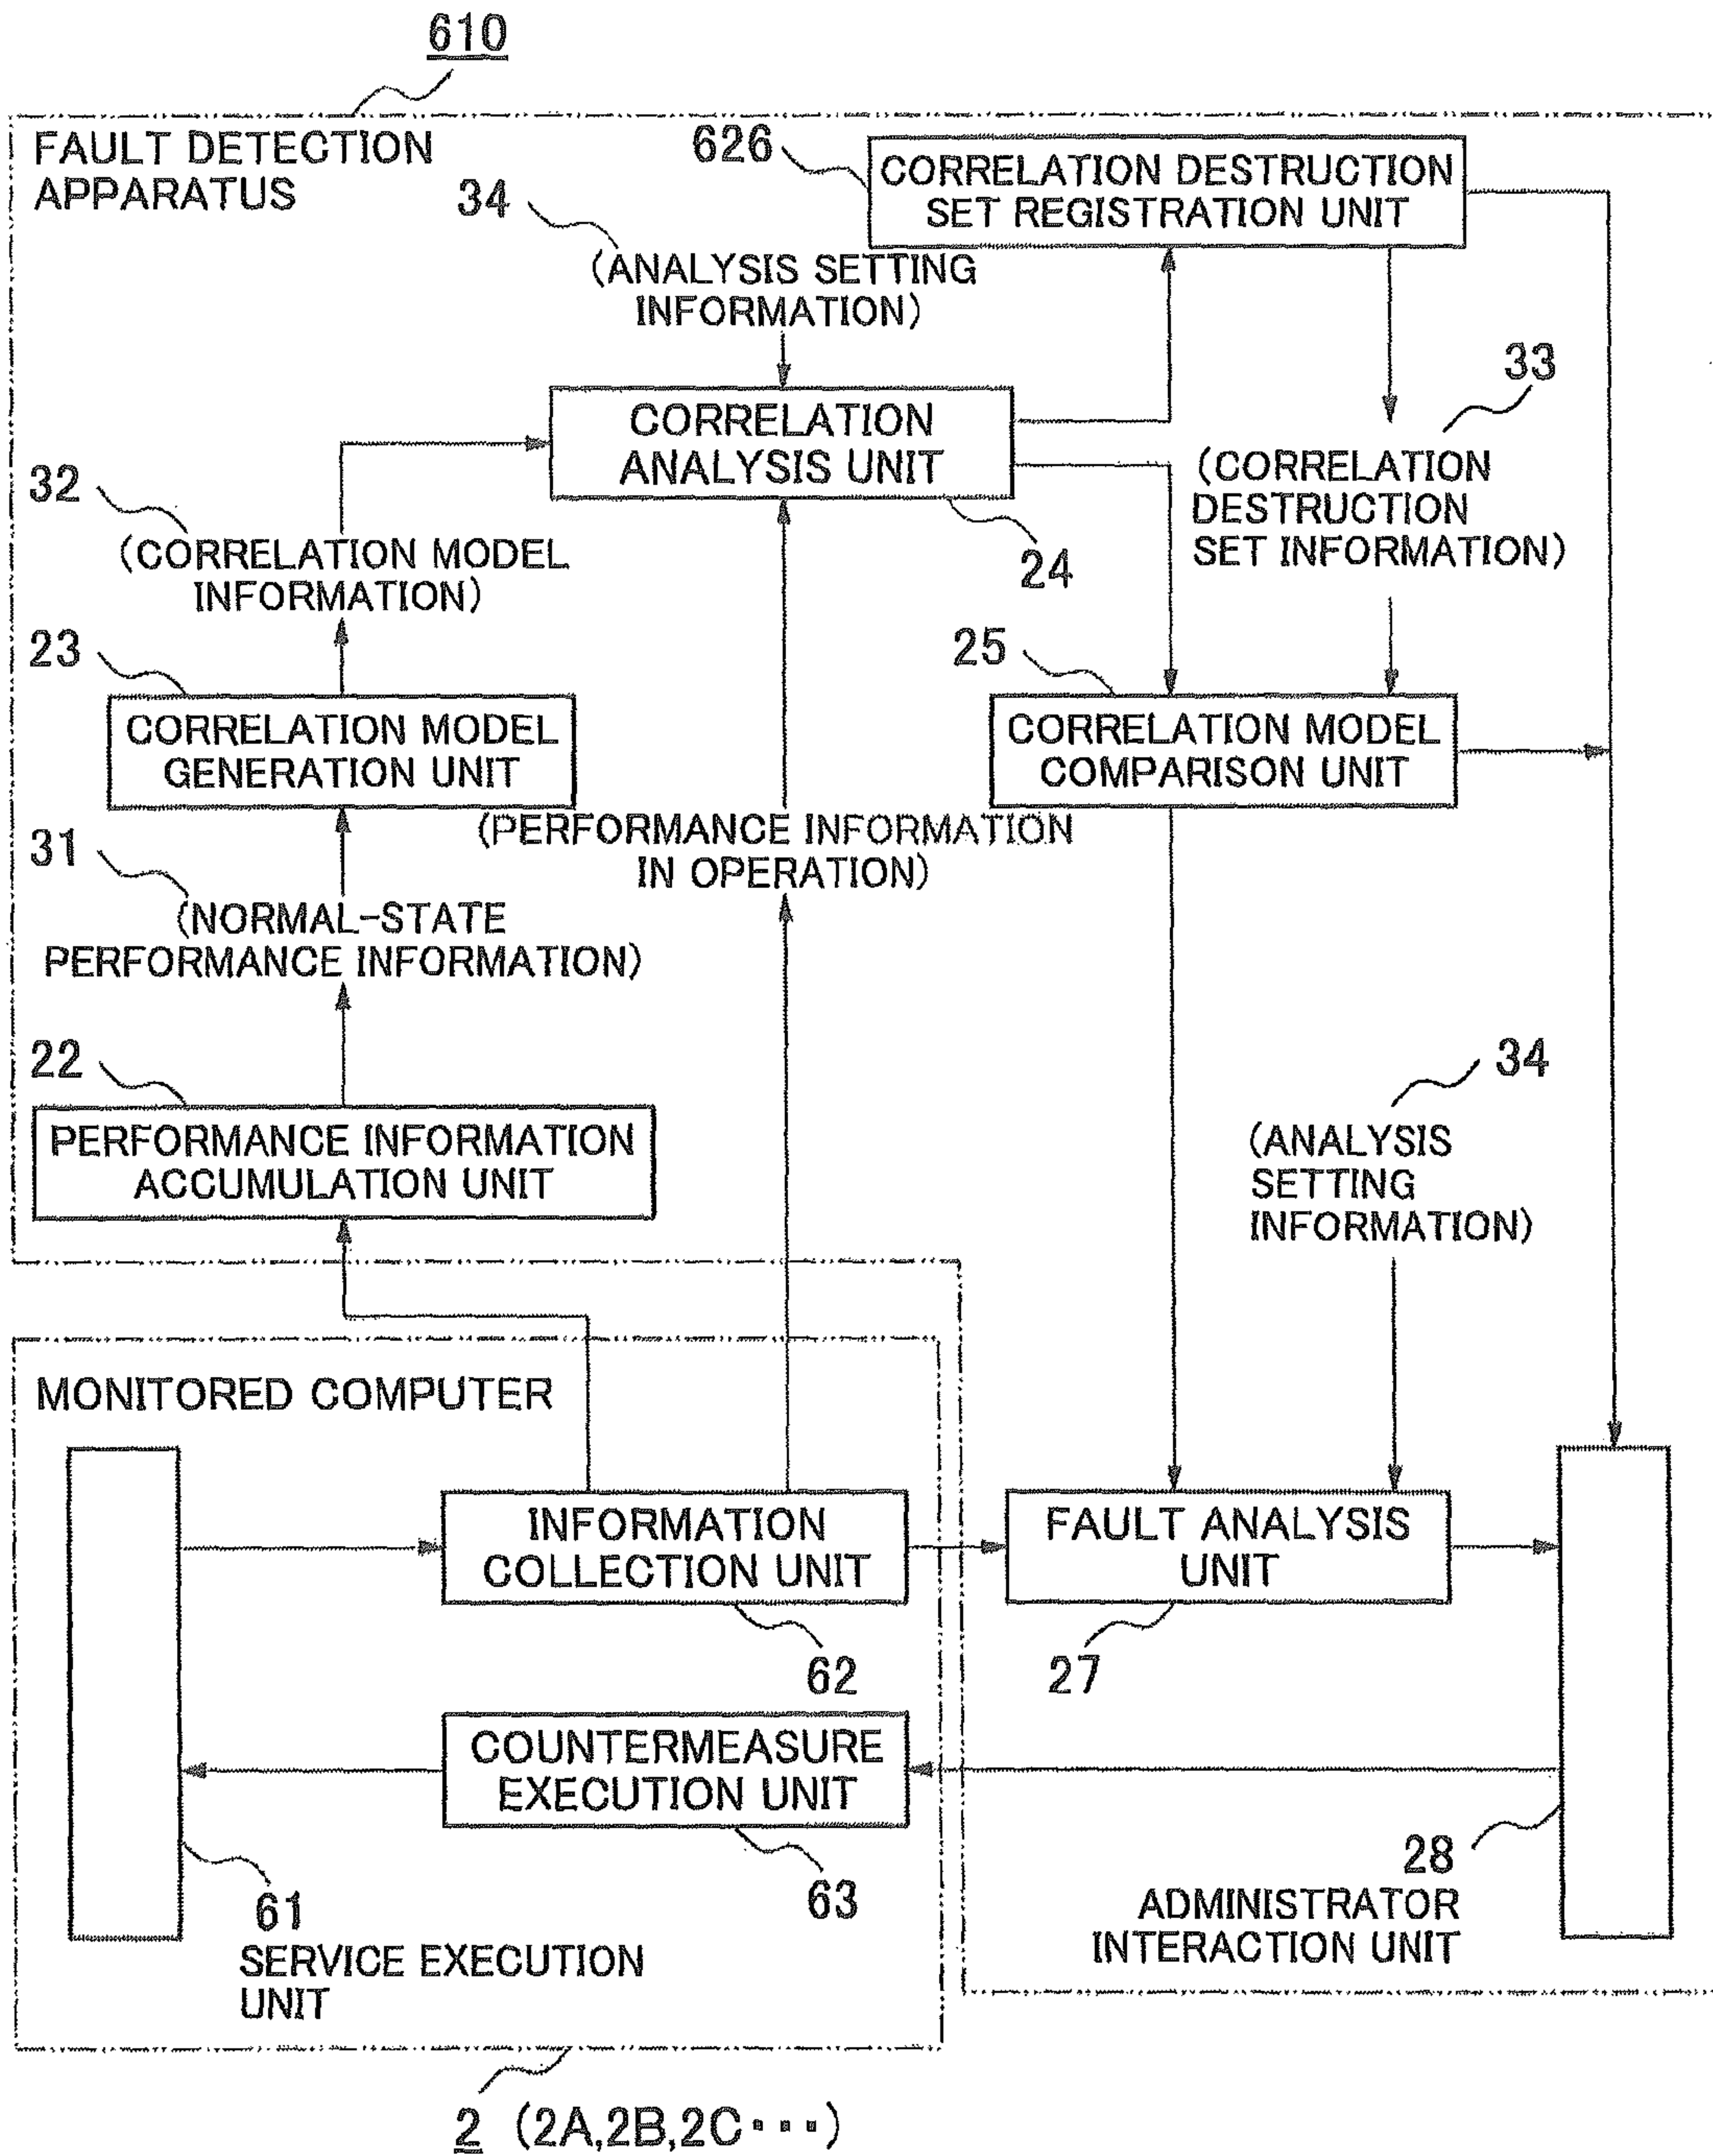 610
FAULT DETECTION
APPARATUS
626
CORRELATION DESTRUCTION
SET REGISTRATION UNIT
34
(ANALYSIS SETTING
INFORMATION)
33
CORRELATION
ANALYSIS UNIT
24
(CORRELATION
DESTRUCTION
SET INFORMATION)
32
(CORRELATION MODEL
INFORMATION)
23
CORRELATION MODEL
GENERATION UNIT
25
CORRELATION MODEL
COMPARISON UNIT
(PERFORMANCE INFORMATION
IN OPERATION)
31
(NORMAL-STATE
PERFORMANCE INFORMATION)
22
PERFORMANCE INFORMATION
ACCUMULATION UNIT
34
(ANALYSIS
SETTING
INFORMATION)
MONITORED COMPUTER
INFORMATION
COLLECTION UNIT
62
FAULT ANALYSIS
UNIT
27
COUNTERMEASURE
EXECUTION UNIT
63
61
SERVICE EXECUTION
UNIT
28
ADMINISTRATOR
INTERACTION UNIT
2 (2A,2B,2C･･･)